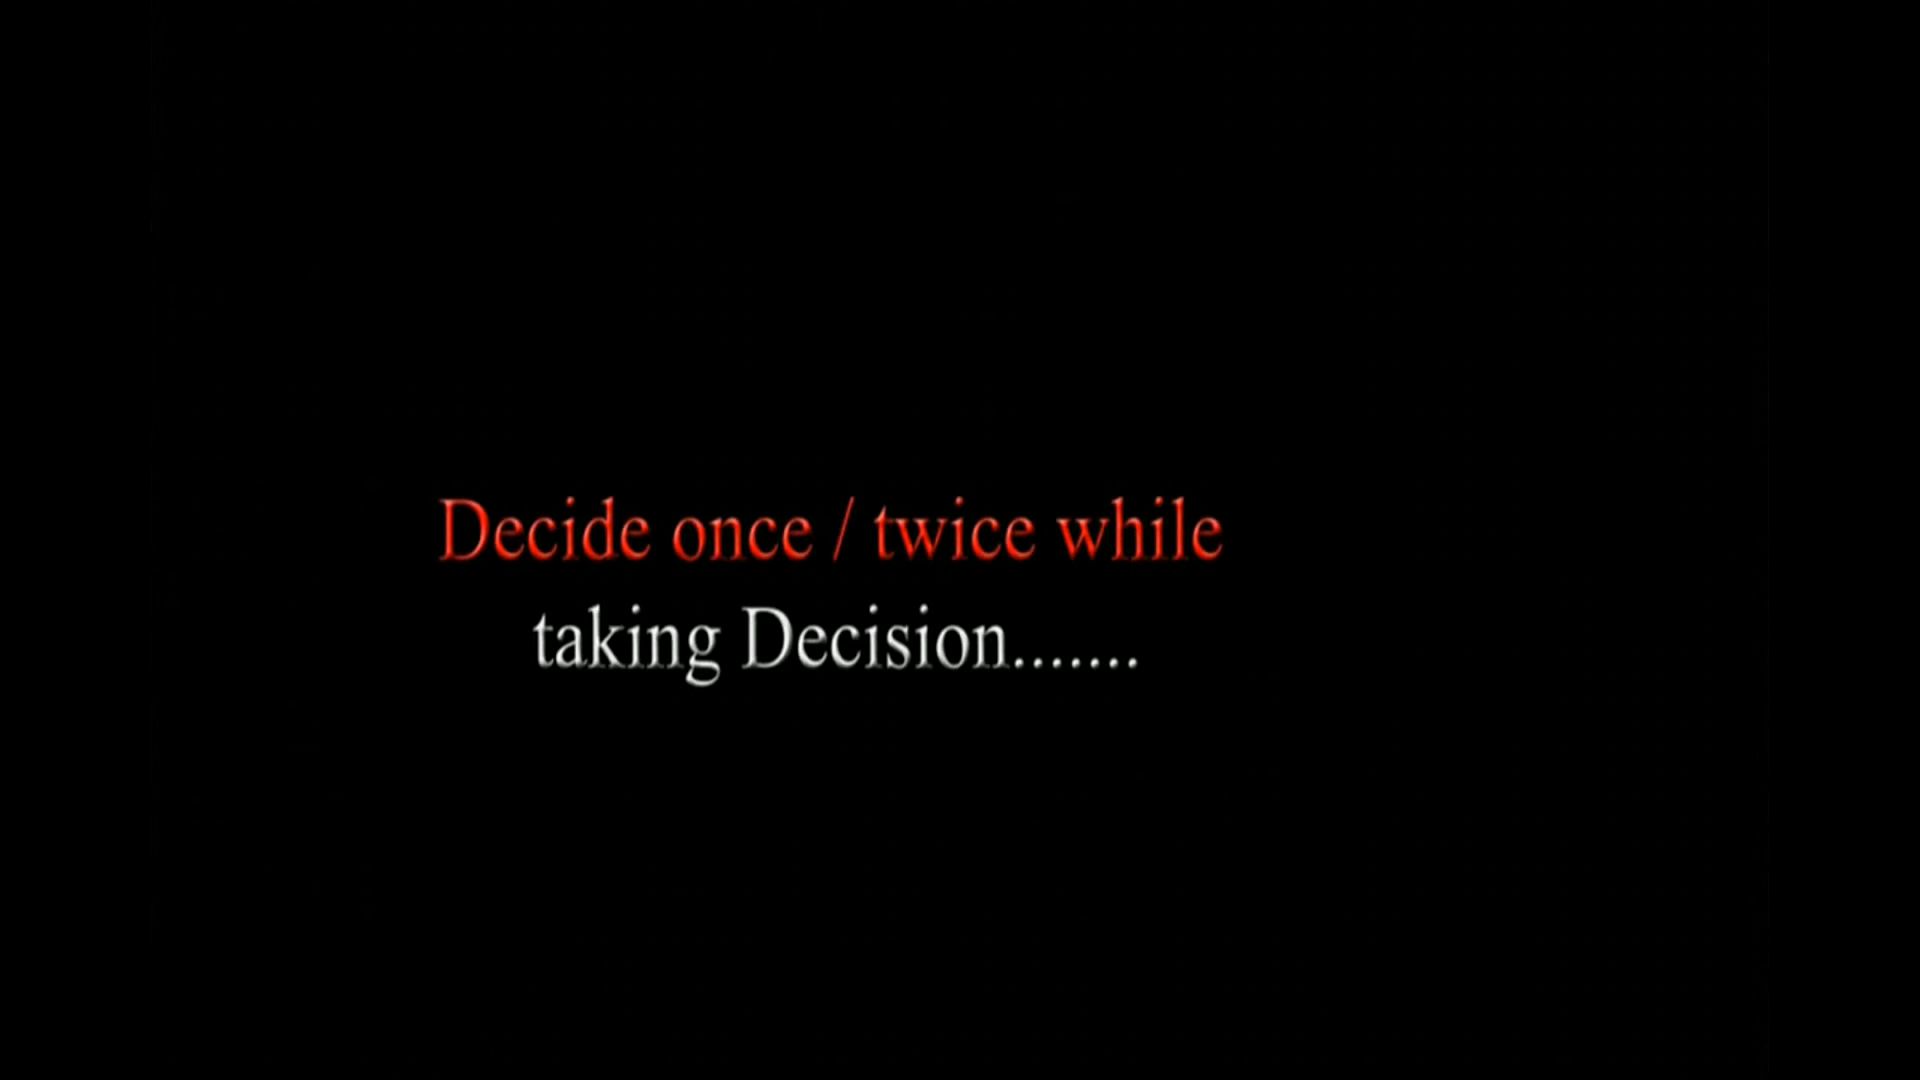 Decide once / twice while
taking Decision.......